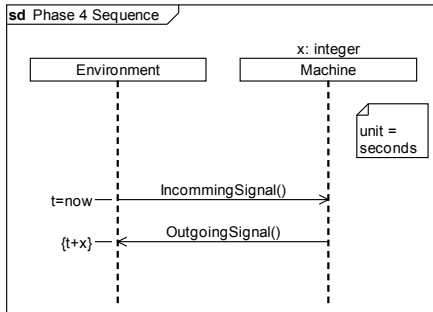 sd Phase 4 Sequence
x: integer
Environment
Machine
unit =
seconds
IncommingSignal()
t=now
OutgoingSignal()
{t+x}